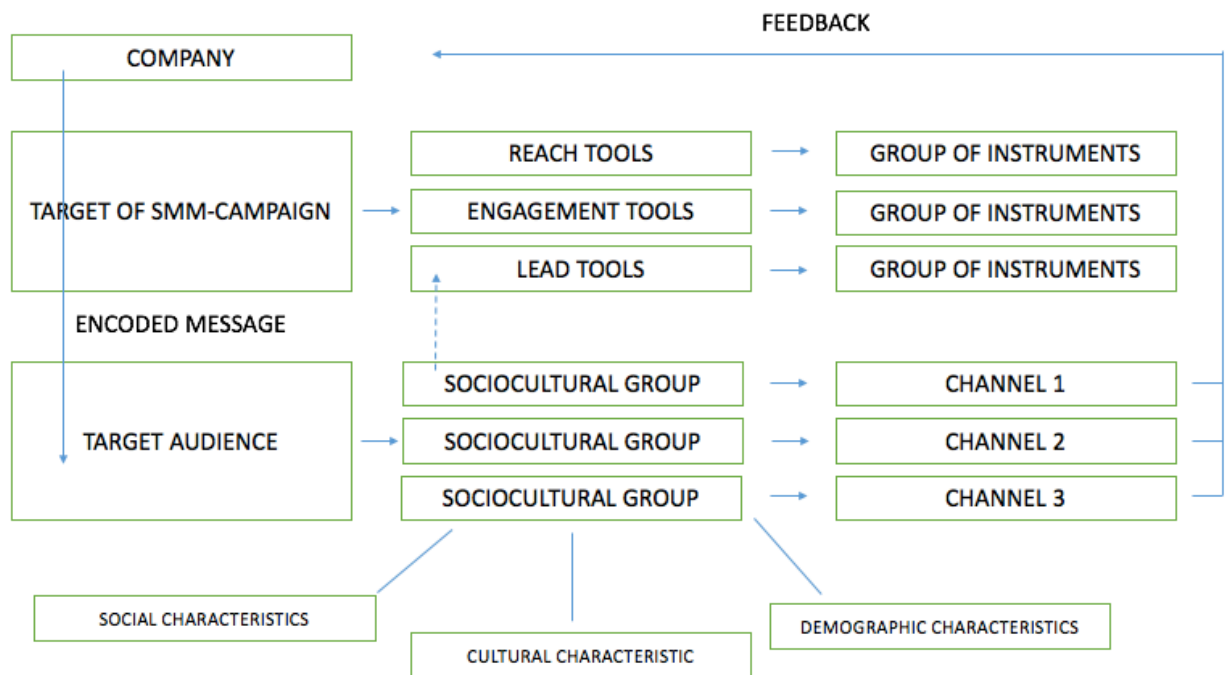 FEEDBACK
COMPANY
REACH TOOLS
GROUP OF INSTRUMENTS
TARGET OF SMM-CAMPAIGN
ENGAGEMENT TOOLS
GROUP OF INSTRUMENTS
LEAD TOOLS
GROUP OF INSTRUMENTS
ENCODED MESSAGE
SOCIOCULTURAL GROUP
CHANNEL 1
TARGET AUDIENCE
SOCIOCULTURAL GROUP
CHANNEL 2
SOCIOCULTURAL GROUP
CHANNEL 3
SOCIAL CHARACTERISTICS
DEMOGRAPHIC CHARACTERISTICS
CULTURAL CHARACTERISTIC